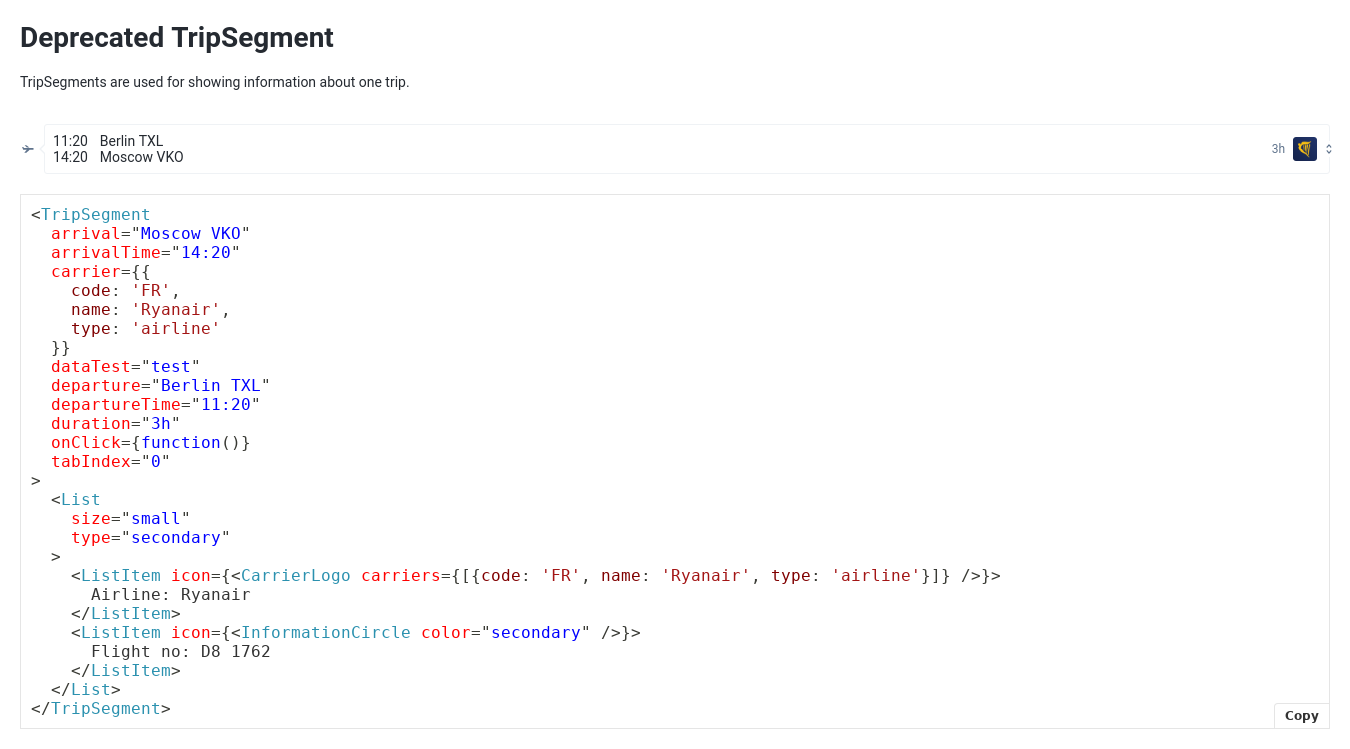 Deprecated TripSegment
TripSegments are used for showing information about one trip.
11:20 Berlin TXL
14:20 Moscow VKO
3h
<TripSegment
  arrival="Moscow VKO"
  arrivalTime="14:20"
  carrier={{
    code: 'FR',
    name: 'Ryanair',
    type: 'airline'
  }}
  dataTest="test"
  departure="Berlin TXL"
  departureTime="11:20"
  duration="3h"
  onClick={function()}
  tabIndex="0"
>
  <List
    size="small"
    type="secondary"
  >
    <ListItem icon={<CarrierLogo carriers={[{code: 'FR', name: 'Ryanair', type: 'airline'}]} />}>
      Airline: Ryanair
    </ListItem>
    <ListItem icon={<InformationCircle color="secondary" />}>
      Flight no: D8 1762
    </ListItem>
  </List>
</TripSegment>
Copy